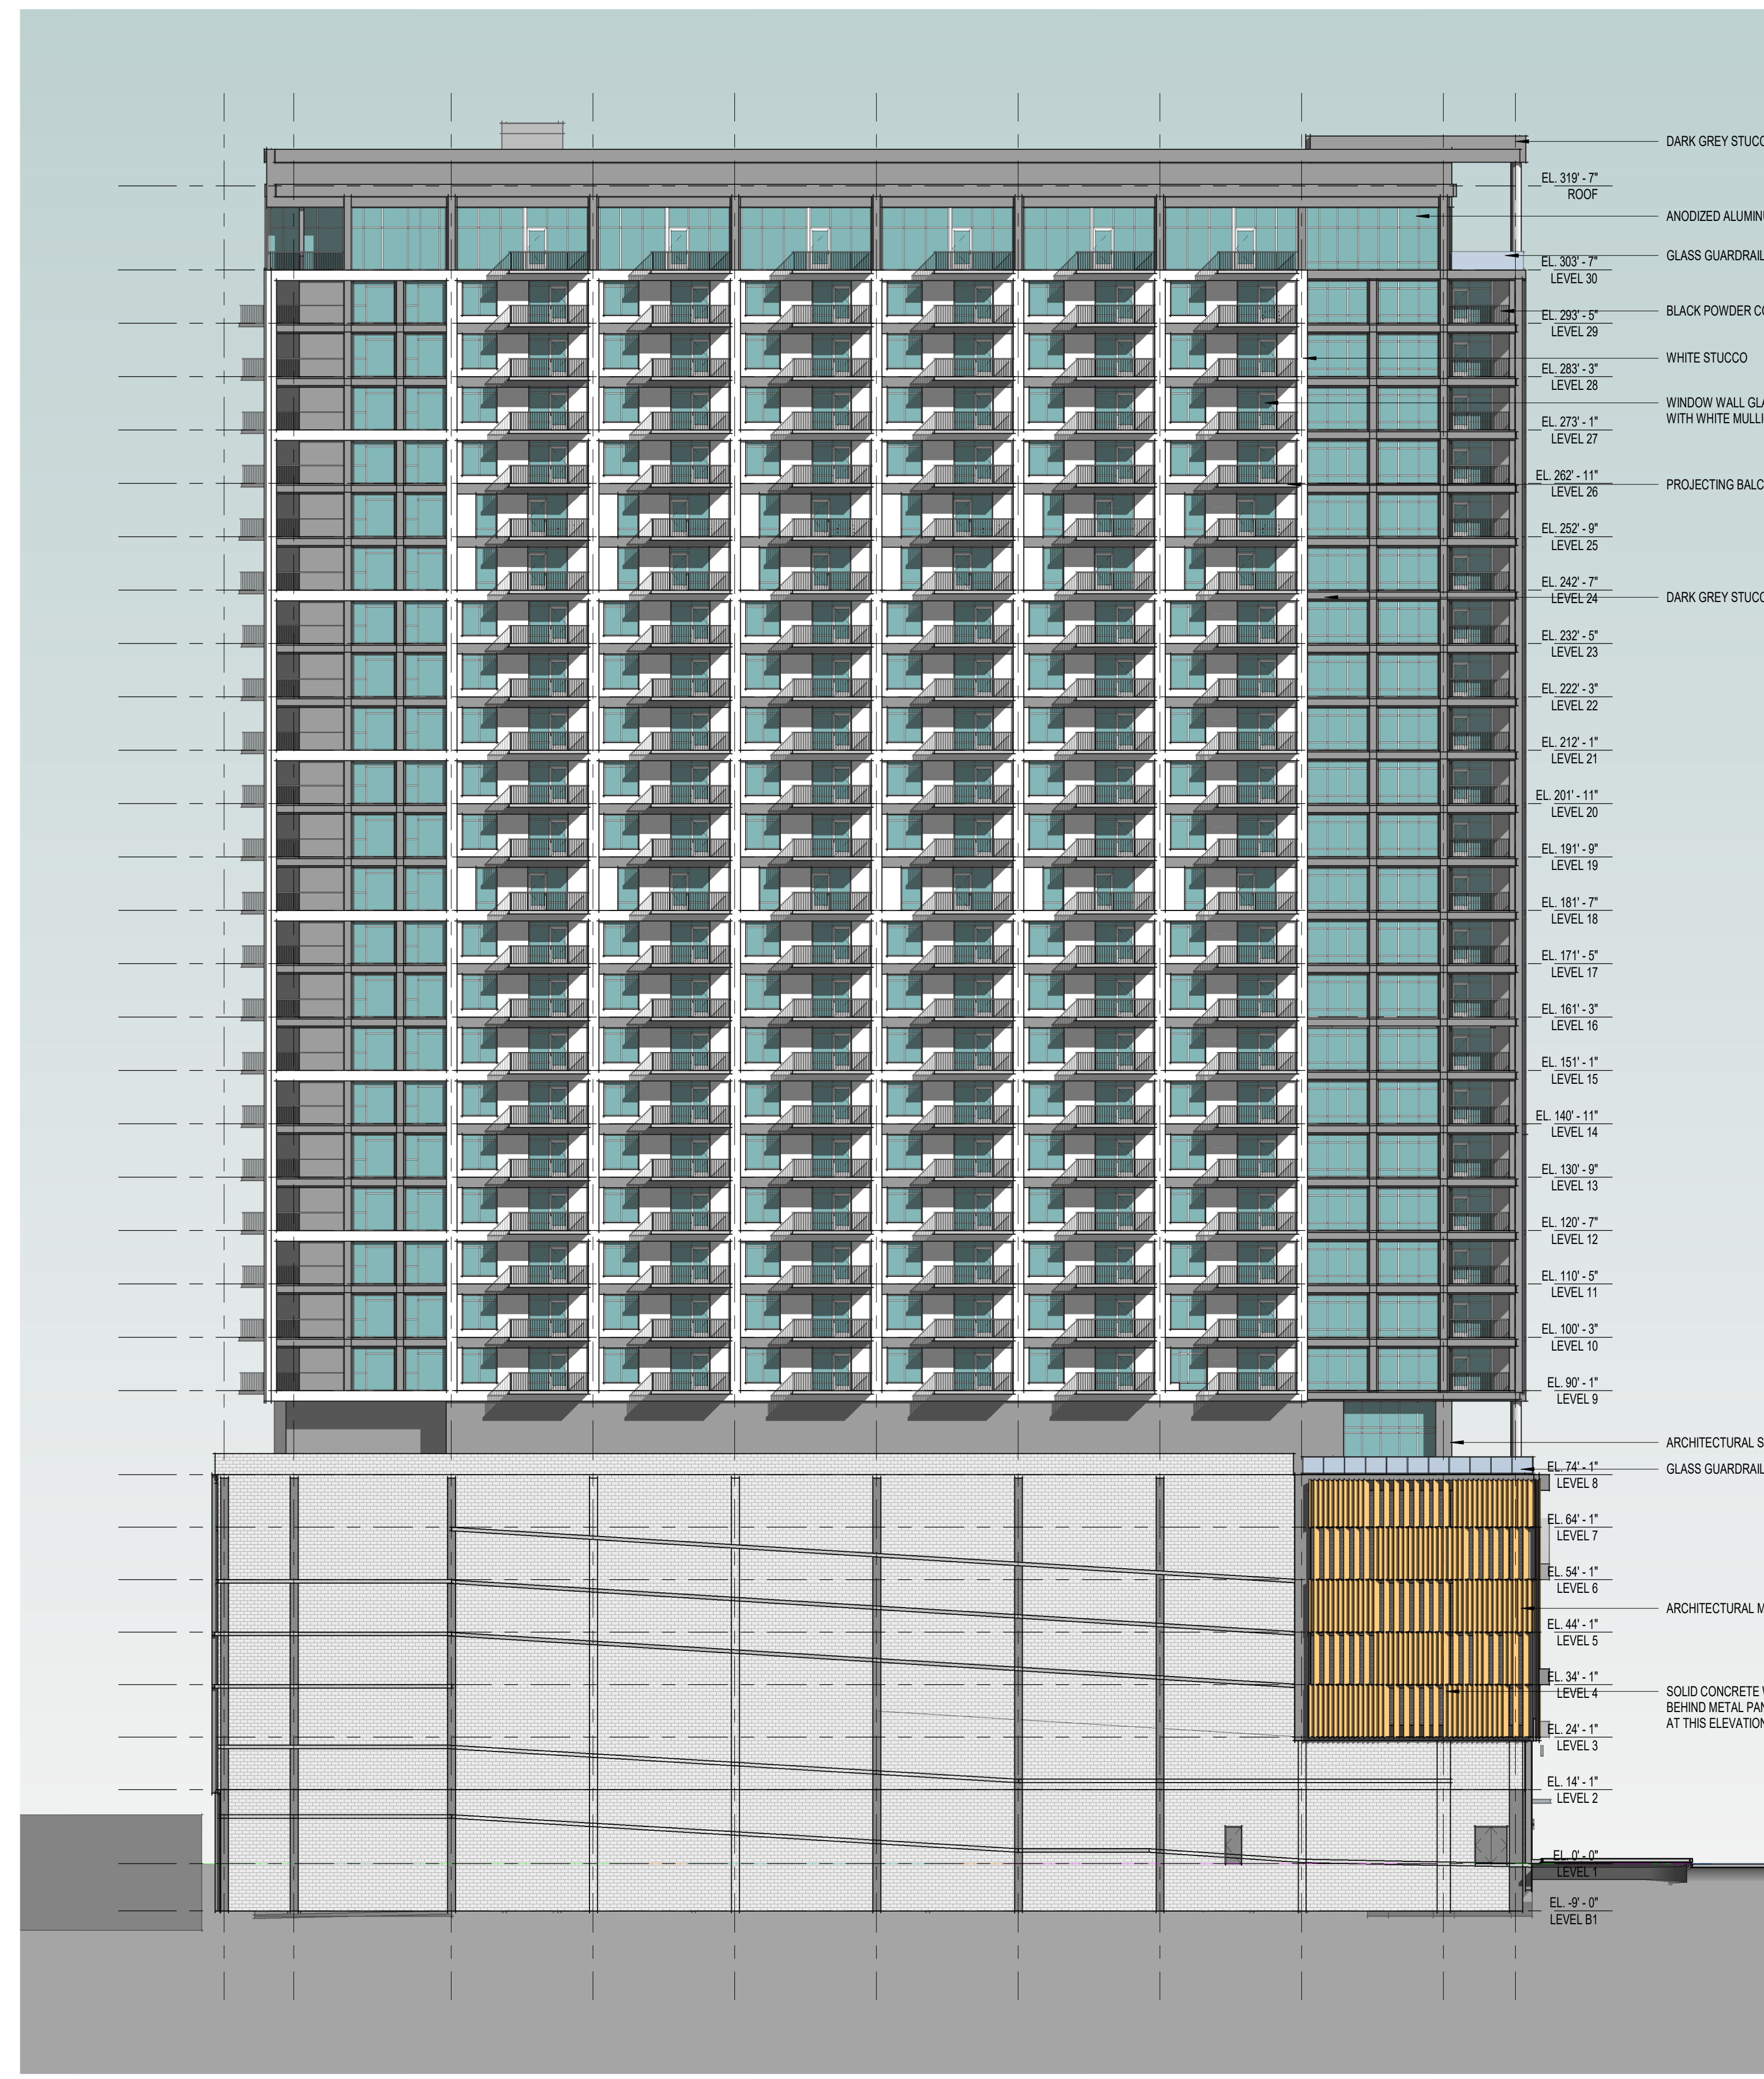 DARK GREY STUCC
EL. 319' - 7"
ROOF
ANODIZED ALUMIN
GLASS GUARDRAIL
EL. 303' - 7"
LEVEL 30
BLACK POWDER CO
EL. 293' - 5"
LEVEL 29
WHITE STUCCO
EL. 283' - 3"
LEVEL 28
WINDOW WALL GLA
WITH WHITE MULLI
EL. 273' - 1"
LEVEL 27
EL. 262' - 11"
LEVEL 26
PROJECTING BALC
EL. 252' - 9"
LEVEL 25
EL. 242' - 7"
LEVEL 24
DARK GREY STUCC
EL. 232' - 5"
LEVEL 23
EL. 222' - 3"
LEVEL 22
EL. 212' - 1"
LEVEL 21
EL. 201' - 11"
LEVEL 20
EL. 191' - 9"
LEVEL 19
EL. 181' - 7"
LEVEL 18
EL. 171' - 5"
LEVEL 17
EL. 161' - 3"
LEVEL 16
EL. 151' - 1"
LEVEL 15
EL. 140' - 11"
LEVEL 14
EL. 130' - 9"
LEVEL 13
EL. 120' - 7"
LEVEL 12
EL. 110' - 5"
LEVEL 11
EL. 100' - 3"
LEVEL 10
EL. 90' - 1"
LEVEL 9
ARCHITECTURAL S
GLASS GUARDRAIL
EL. 74' - 1"
LEVEL 8
EL. 64' - 1"
LEVEL 7
EL. 54' - 1"
LEVEL 6
ARCHITECTURAL M
EL. 44' - 1"
LEVEL 5
EL. 34' - 1"
LEVEL 4
SOLID CONCRETE W
BEHIND METAL PAN
AT THIS ELEVATION
EL. 24' - 1"
LEVEL 3
EL. 14' - 1"
LEVEL 2
EL. 0' - 0"
LEVEL 1
EL. -9' - 0"
LEVEL B1